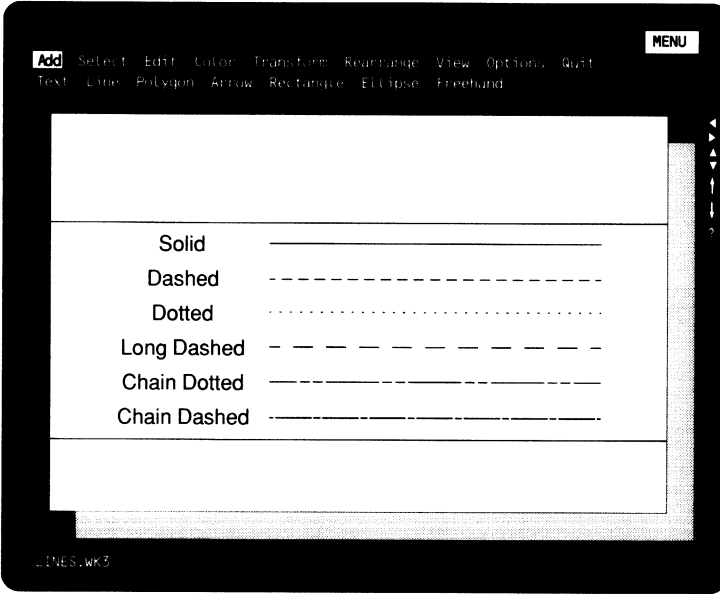 MENU
Add Select Edit Color Transform Rearrange View Options Quit
Text Line Polygon Arrow Rectangle Ellipse Freehand
?
Solid
Dashed
Dotted
Long Dashed
Chain Dotted
Chain Dashed
LINES.WK3